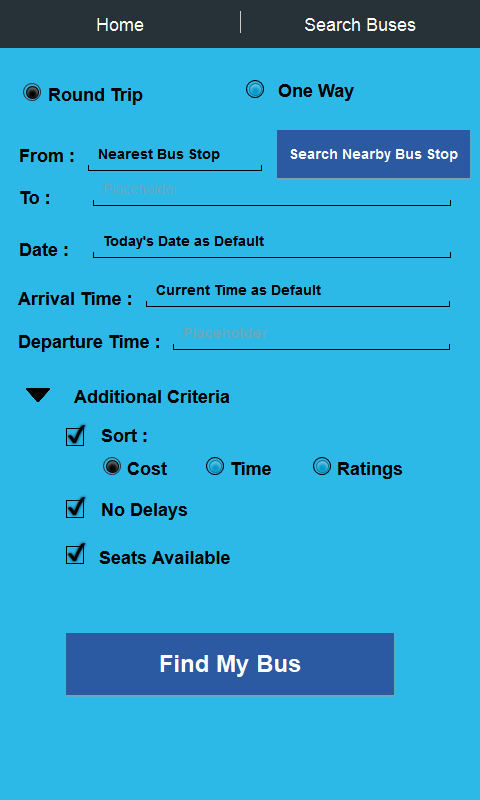 Home Search Buses
Round Trip One Way
From : Nearest Bus Stop Search Nearby Bus Stop
To : Placeholder
Date : Today's Date as Default
Arrival Time : Current Time as Default
Departure Time : Placeholder
Additional Criteria
Sort :
Cost Time Ratings
No Delays
Seats Available
Find My Bus